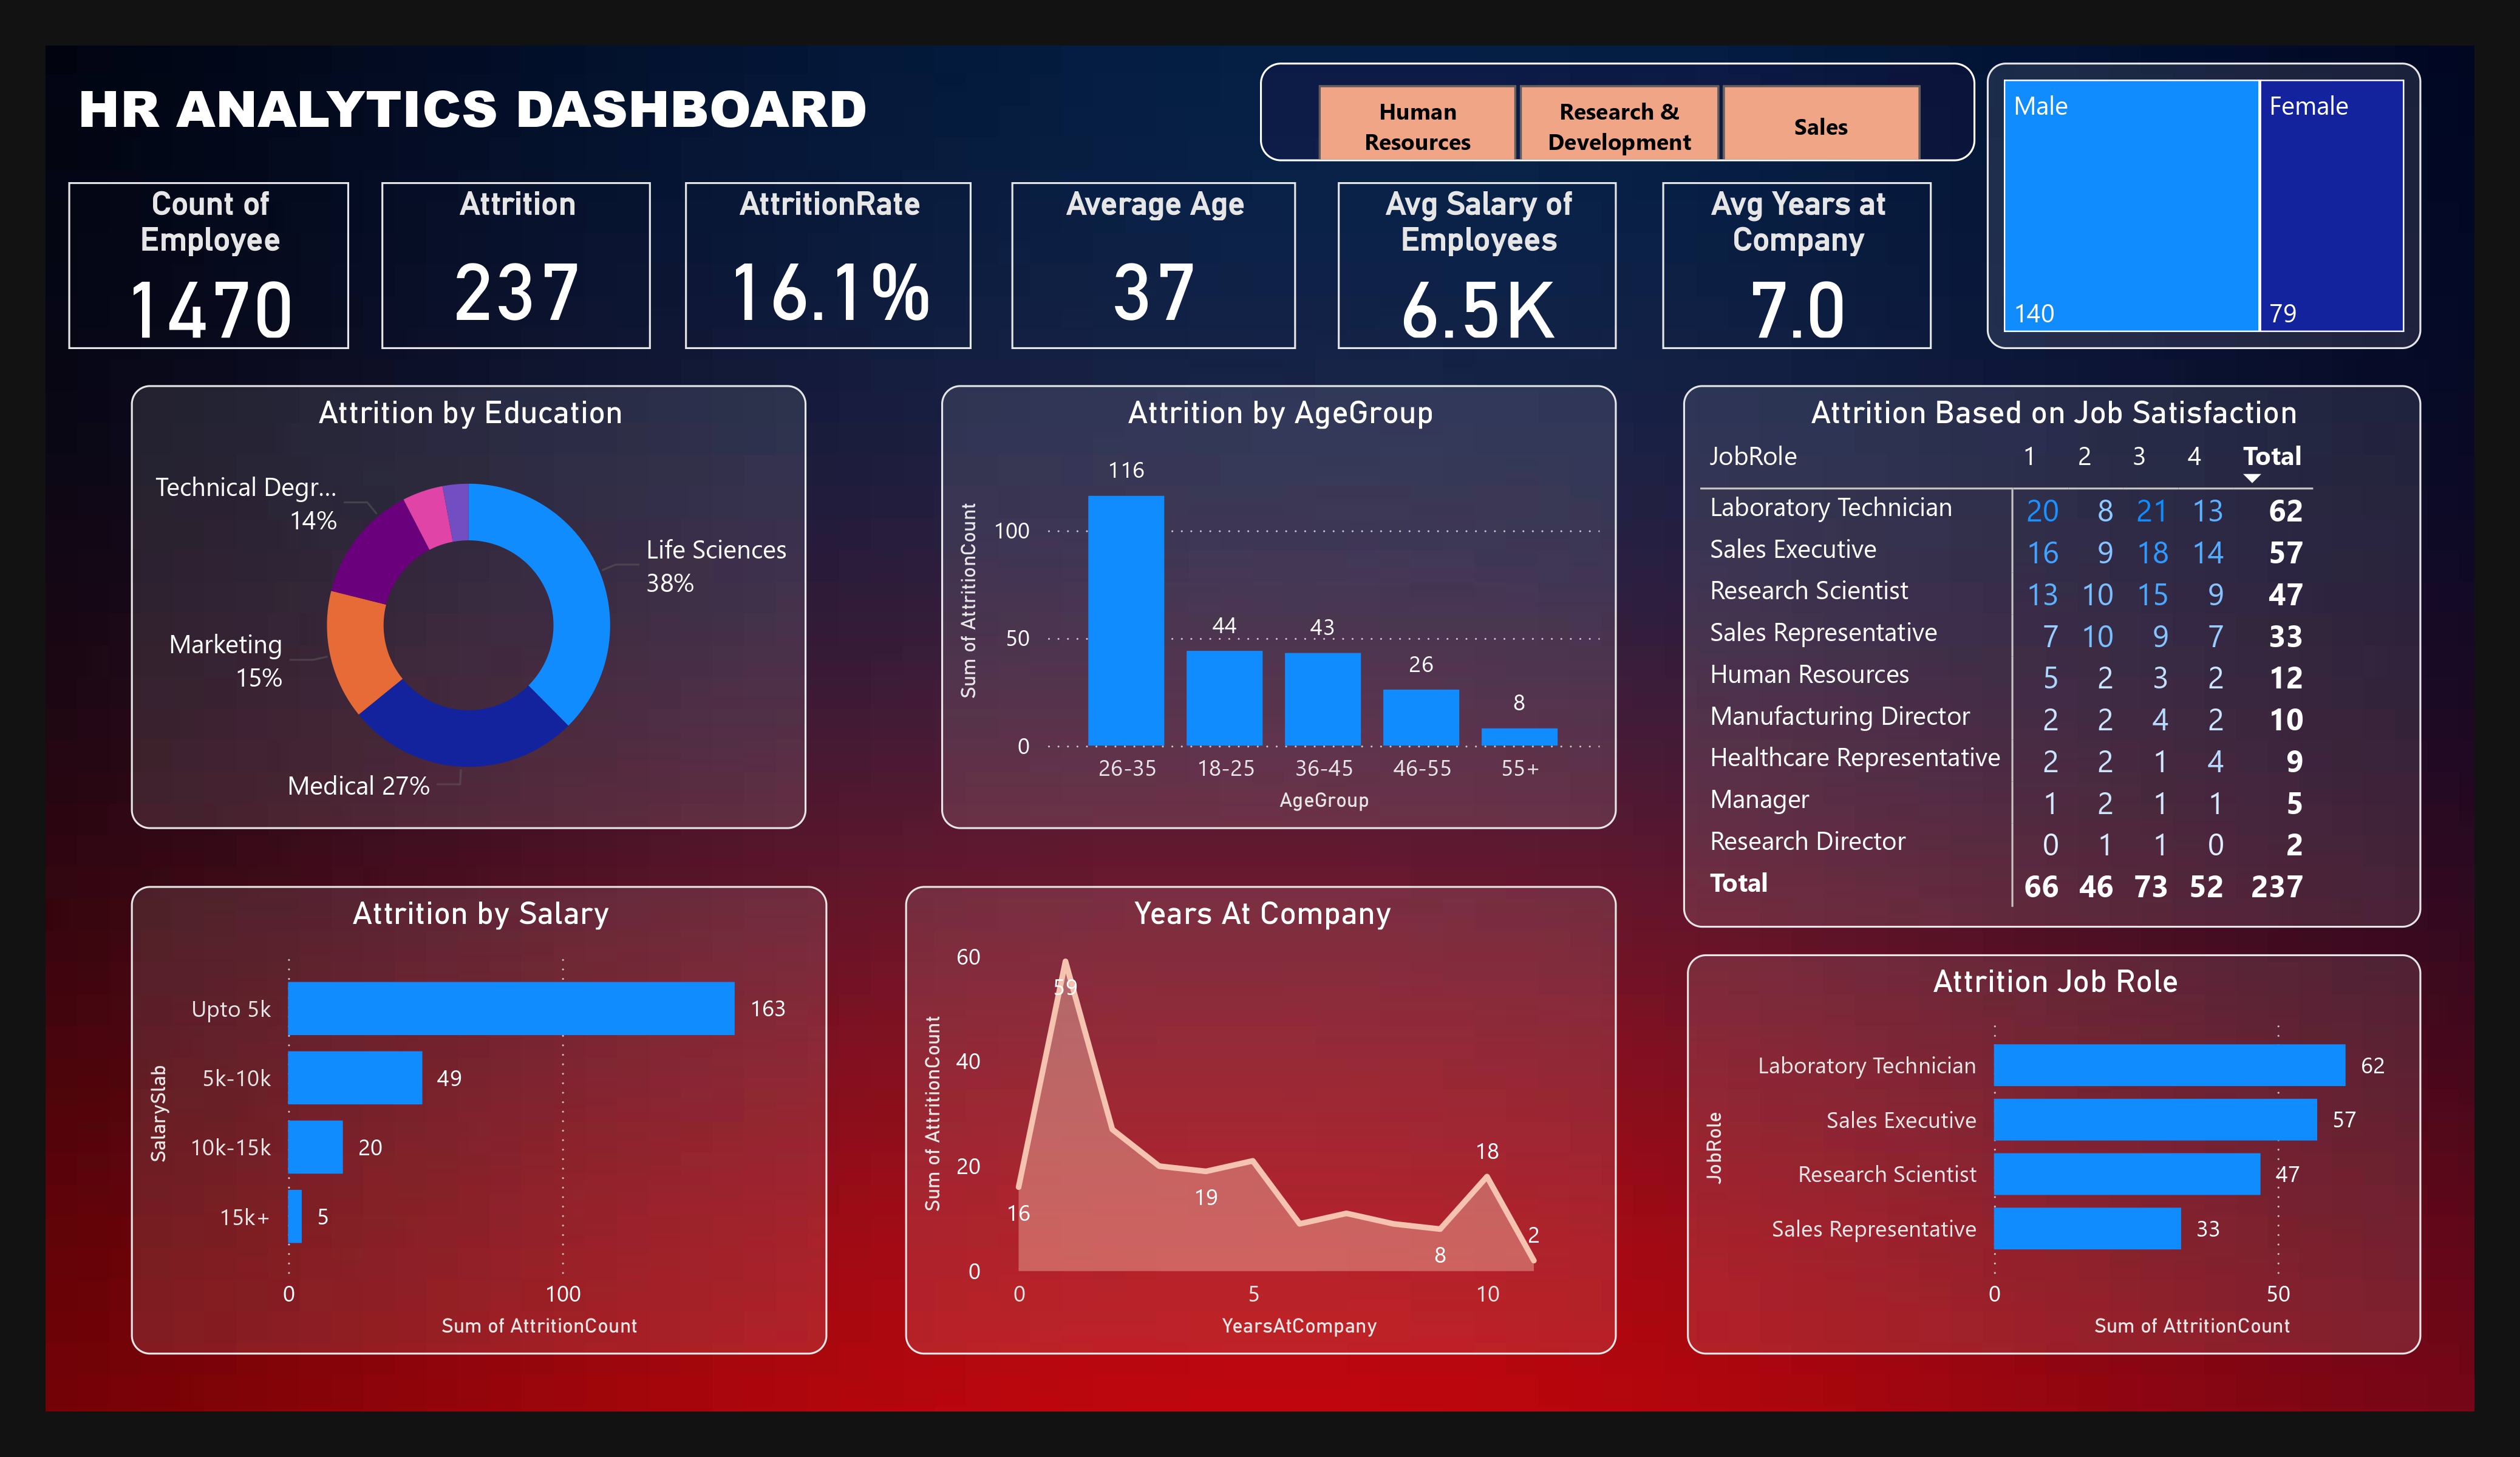 HR ANALYTICS DASHBOARD
Human
Resources
Research &
Development
Sales
Male
140
Female
79
Count of
Employee
1470
Attrition
237
AttritionRate
16.1%
Average Age
37
Avg Salary of
Employees
6.5K
Avg Years at
Company
7.0
Attrition by Education
Technical Degr...
14%
Life Sciences
38%
Marketing
15%
Medical 27%
Attrition by AgeGroup
Sum of AttritionCount
100
50
0
116
44
43
26
8
26-35 18-25 36-45 46-55 55+
AgeGroup
Attrition Based on Job Satisfaction
JobRole 1 2 3 4 Total
Laboratory Technician 20 8 21 13 62
Sales Executive 16 9 18 14 57
Research Scientist 13 10 15 9 47
Sales Representative 7 10 9 7 33
Human Resources 5 2 3 2 12
Manufacturing Director 2 2 4 2 10
Healthcare Representative 2 2 1 4 9
Manager 1 2 1 1 5
Research Director 0 1 1 0 2
Total 66 46 73 52 237
Attrition by Salary
SalarySlab
Upto 5k 163
5k-10k 49
10k-15k 20
15k+ 5
0 100
Sum of AttritionCount
Years At Company
Sum of AttritionCount
60
40
20
0
16
59
19
8
18
2
0 5 10
YearsAtCompany
Attrition Job Role
JobRole
Laboratory Technician 62
Sales Executive 57
Research Scientist 47
Sales Representative 33
0 50
Sum of AttritionCount